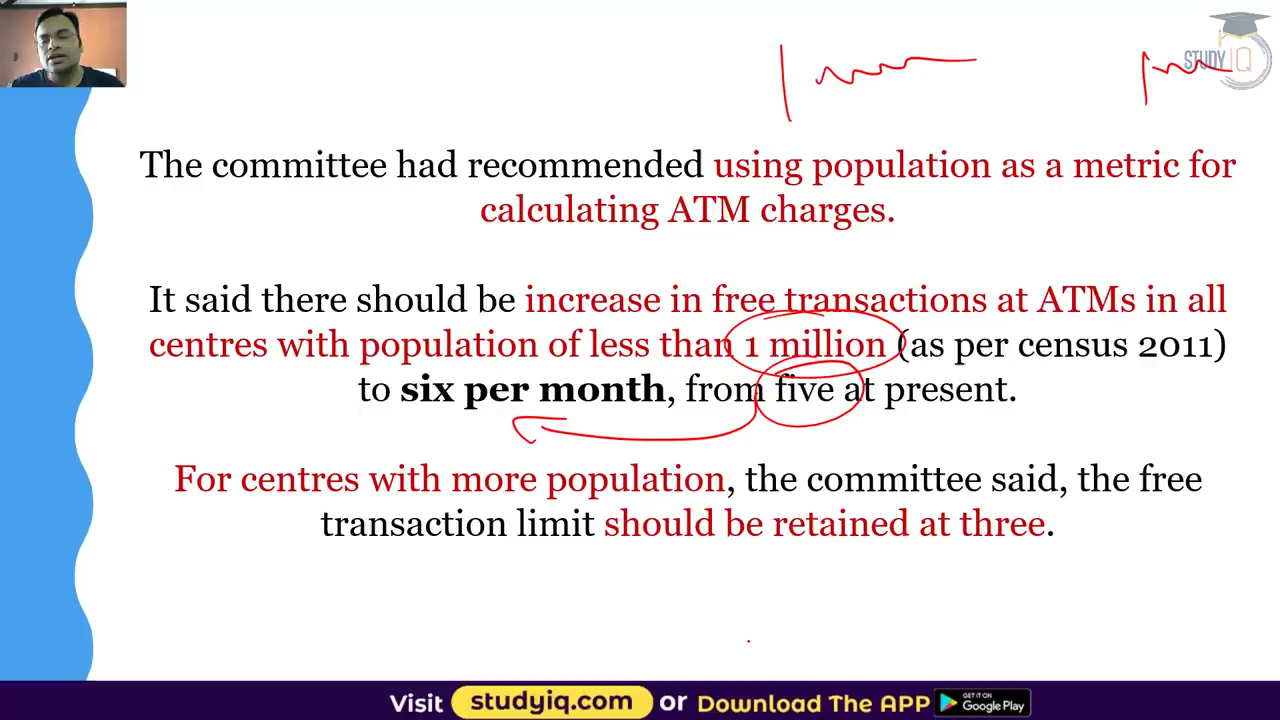 STUDY IQ
The committee had recommended using population as a metric for
calculating ATM charges.
It said there should be increase in free transactions at ATMs in all
centres with population of less than 1 million (as per census 2011)
to six per month, from five at present.
For centres with more population, the committee said, the free
transaction limit should be retained at three.
Visit studyiq.com or Download The APP GET IT ON Google Play